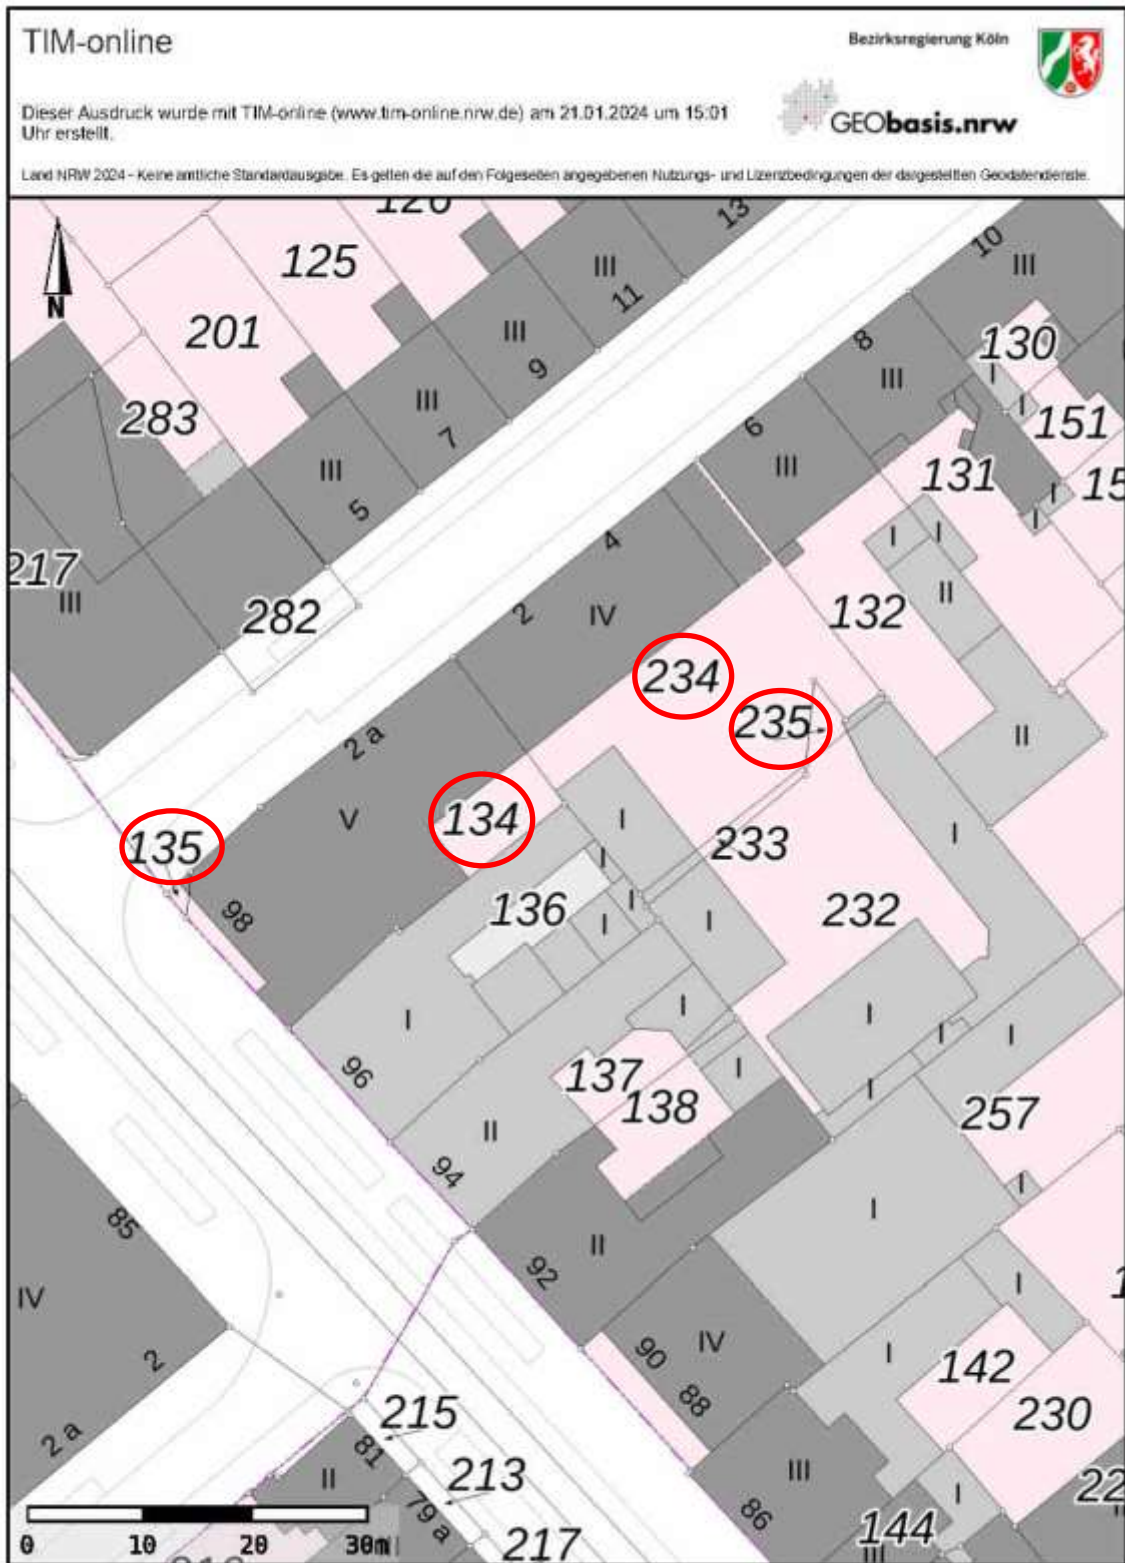 TIM-online
Bezirksregierung Köln
Dieser Ausdruck wurde mit TIM-online (www.tim-online.nrw.de) am 21.01.2024 um 15:01
Uhr erstellt.
GEObasis.nrw
Land NRW 2024 - Keine amtliche Standardausgabe. Es gelten die auf den Folgeseiten angegebenen Nutzungs- und Lizenzbedingungen der dargestellten Geodatendienste.
126
13
10
125
III
III
N
11
201
III
8
130
9
III
I
283
III
6
I
151
7
III
131
III
I
15
5
4
I
I
I
217
III
II
282
2
IV
132
234
235
II
2 a
V
134
I
I
135
233
I
136
I
232
98
I
I
I
I
I
I
I
I
96
137
I
I
138
257
II
94
I
I
85
II
92
I
IV
IV
90
I
2
142
88
215
230
2 a
81
II
213
III
I
22
79 a
86
0
10
20
30m
217
144
III